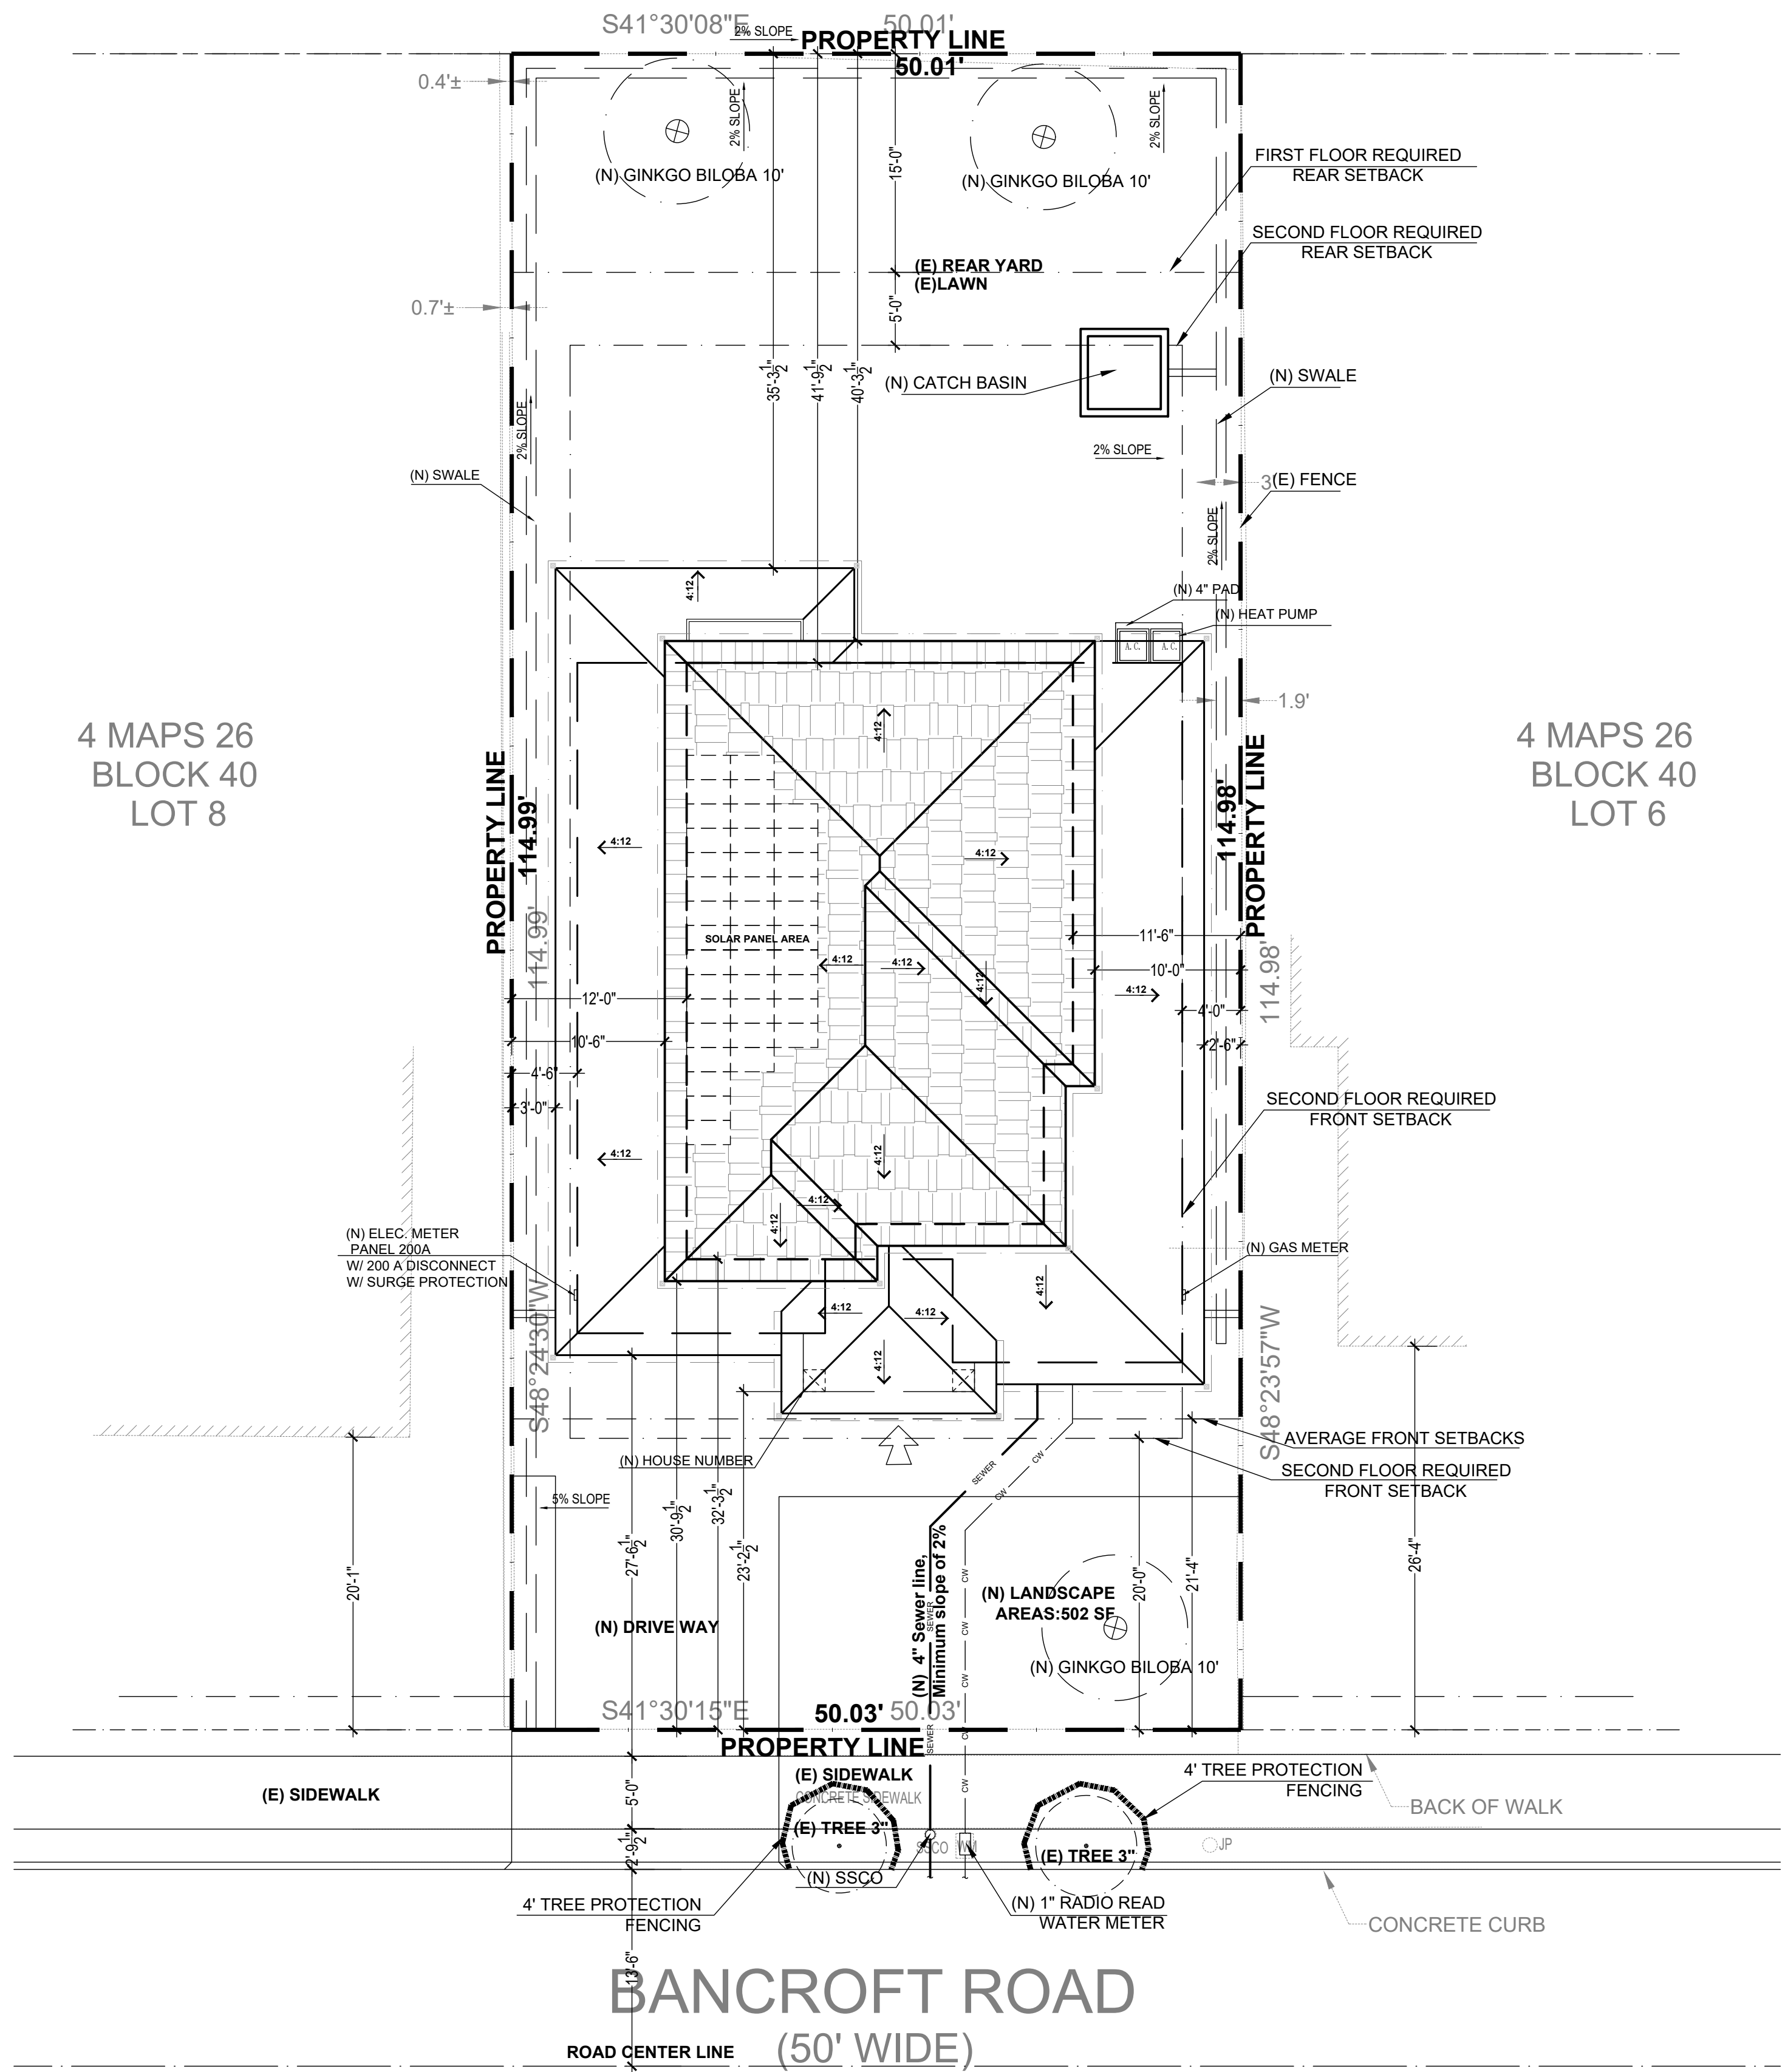 S41°30'08"E 50.01'
2% SLOPE
PROPERTY LINE
50.01'
0.4'±
2% SLOPE
2% SLOPE
15'-0"
FIRST FLOOR REQUIRED
REAR SETBACK
(N) GINKGO BILOBA 10'
(N) GINKGO BILOBA 10'
SECOND FLOOR REQUIRED
REAR SETBACK
(E) REAR YARD
(E)LAWN
0.7'±
5'-0"
35'-3 1/2"
41'-9 1/2"
40'-3 1/2"
(N) CATCH BASIN
(N) SWALE
2% SLOPE
2% SLOPE
(N) SWALE
3'
(E) FENCE
2% SLOPE
4:12
(N) 4" PAD
(N) HEAT PUMP
A.C.
A.C.
1.9'
4:12
4 MAPS 26
BLOCK 40
LOT 8
4 MAPS 26
BLOCK 40
LOT 6
PROPERTY LINE
114.99'
114.98'
PROPERTY LINE
4:12
4:12
114.99'
SOLAR PANEL AREA
11'-6"
4:12
4:12
4:12
10'-0"
114.98'
12'-0"
4:12
4'-0"
10'-6"
2'-6"
4'-6"
3'-0"
SECOND FLOOR REQUIRED
FRONT SETBACK
4:12
4:12
4:12
4:12
(N) ELEC. METER
PANEL 200A
W/ 200 A DISCONNECT
W/ SURGE PROTECTION
(N) GAS METER
4:12
4:12
4:12
S48°24'30"W
S48°23'57"W
4:12
(N) HOUSE NUMBER
AVERAGE FRONT SETBACKS
SECOND FLOOR REQUIRED
FRONT SETBACK
SEWER
CW
CW
5% SLOPE
30'-9 1/2"
32'-3 1/2"
27'-6 1/2"
23'-2 1/2"
20'-1"
(N) 4" Sewer line,
Minimum slope of 2%
SEWER
CW
CW
CW
(N) LANDSCAPE
AREAS:502 SF
20'-0"
21'-4"
26'-4"
(N) DRIVE WAY
(N) GINKGO BILOBA 10'
S41°30'15"E
50.03' 50.03'
PROPERTY LINE
SEWER
CW
CW
(E) SIDEWALK
(E) SIDEWALK
CONCRETE SIDEWALK
5'-0"
4' TREE PROTECTION
FENCING
BACK OF WALK
(E) TREE 3"
SSCO
WM
(E) TREE 3"
JP
2'-9 1/2"
(N) SSCO
4' TREE PROTECTION
FENCING
(N) 1" RADIO READ
WATER METER
CONCRETE CURB
13'-6"
BANCROFT ROAD
(50' WIDE)
ROAD CENTER LINE